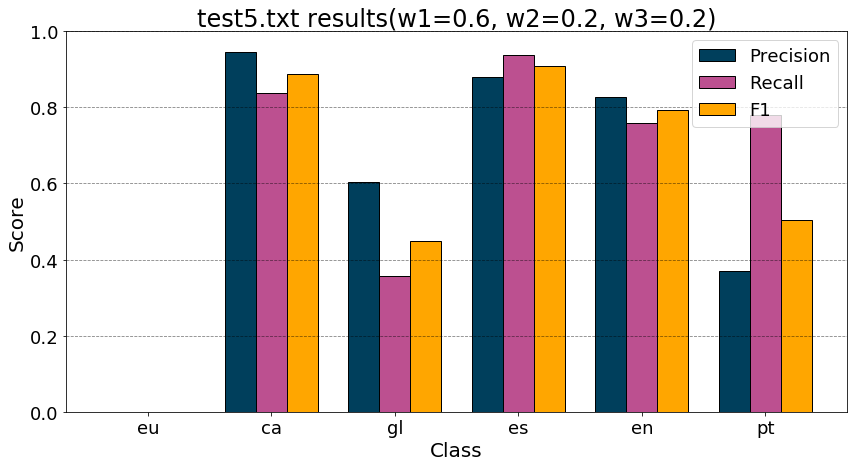 test5.txt results(w1=0.6, w2=0.2, w3=0.2)
Precision
Recall
F1
Score
1.0
0.8
0.6
0.4
0.2
0.0
eu ca gl es en pt
Class